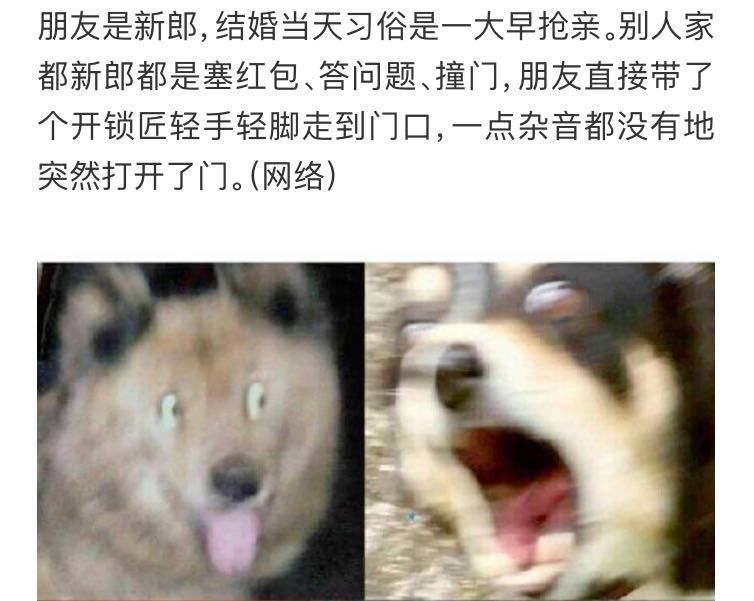 朋友是新郎,结婚当天习俗是一大早抢亲。别人家
都新郎都是塞红包、答问题、撞门,朋友直接带了
个开锁匠轻手轻脚走到门口,一点杂音都没有地
突然打开了门。(网络)